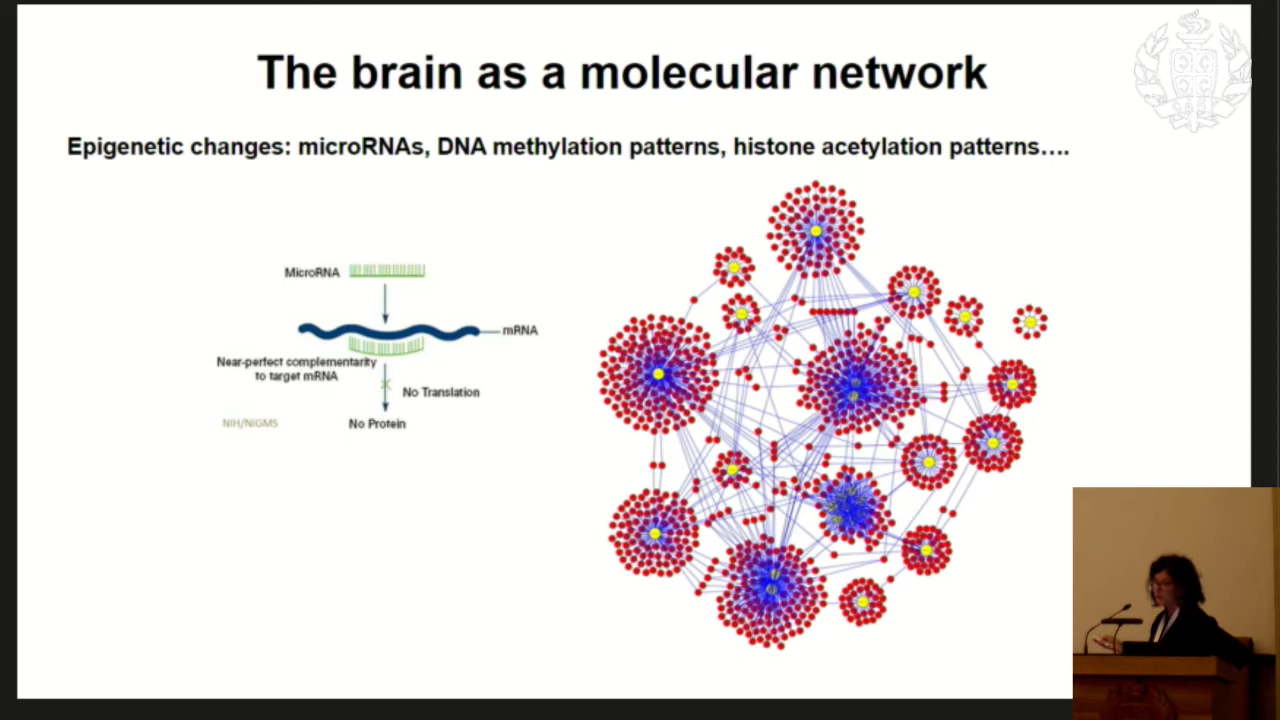 The brain as a molecular network
Epigenetic changes: microRNAs, DNA methylation patterns, histone acetylation patterns….
MicroRNA
mRNA
Near-perfect complementarity
to target mRNA
No Translation
NIH/NIGMS
No Protein